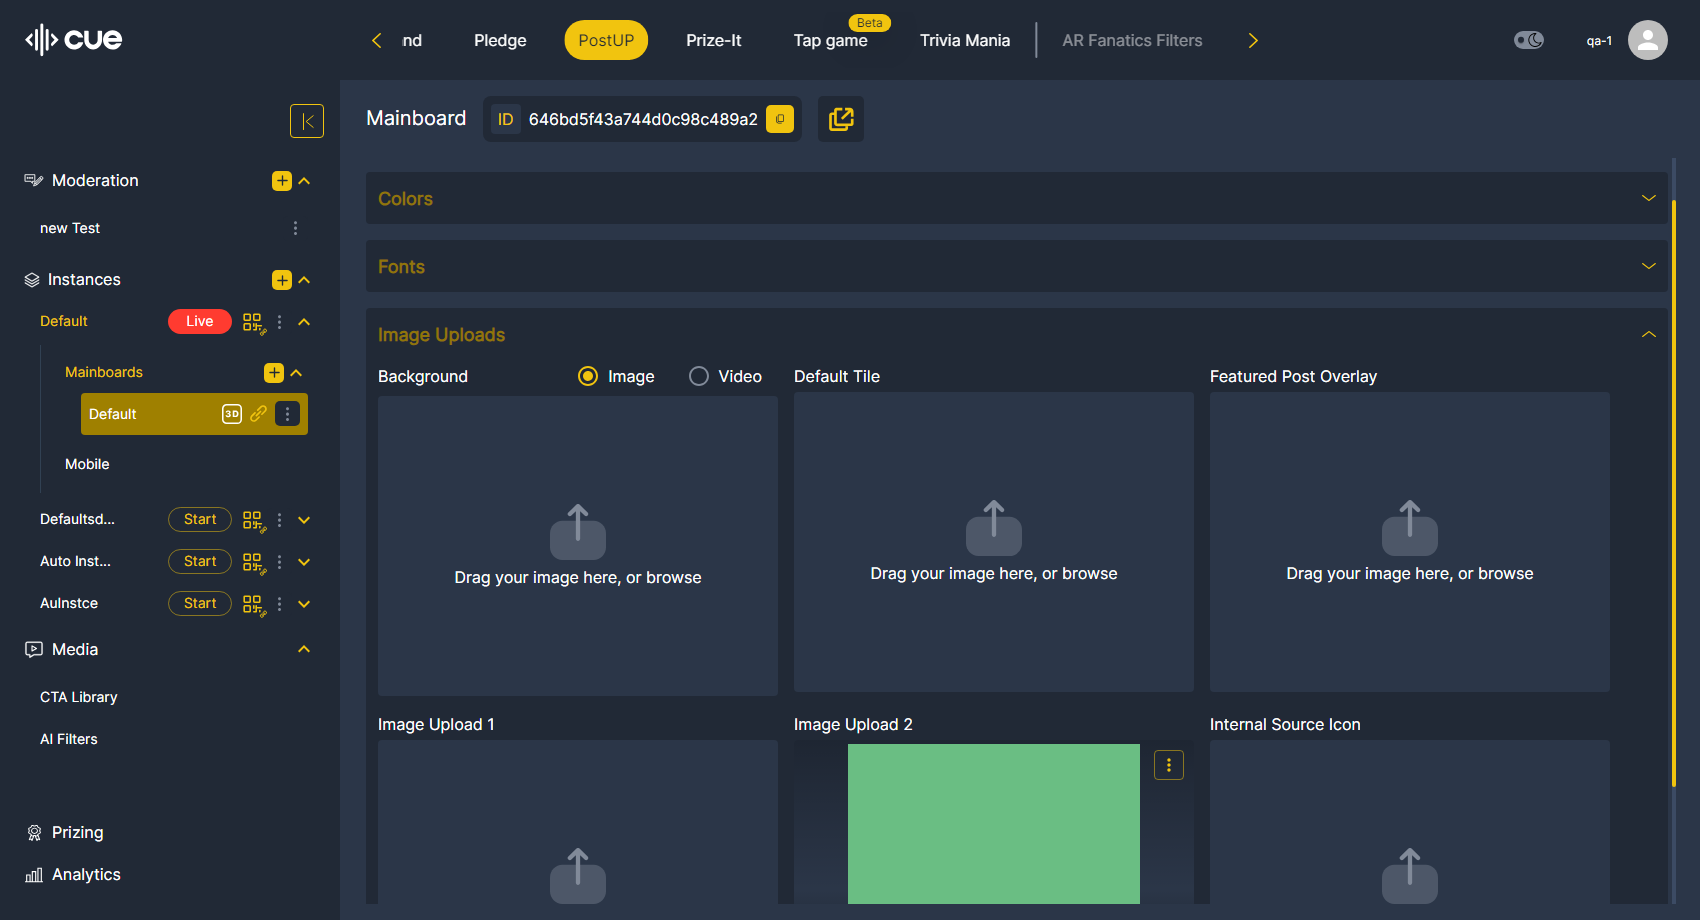 cue
nd
Pledge
PostUP
Prize-It
Tap game
Beta
Trivia Mania
AR Fanatics Filters
qa-1
Mainboard
ID
646bd5f43a744d0c98c489a2
Moderation
new Test
Instances
Default
Live
Mainboards
Default
3D
Mobile
Defaultsd...
Start
Auto Inst...
Start
AuInstce
Start
Media
CTA Library
AI Filters
Prizing
Analytics
Colors
Fonts
Image Uploads
Background
Image
Video
Default Tile
Featured Post Overlay
Drag your image here, or browse
Drag your image here, or browse
Drag your image here, or browse
Image Upload 1
Image Upload 2
Internal Source Icon